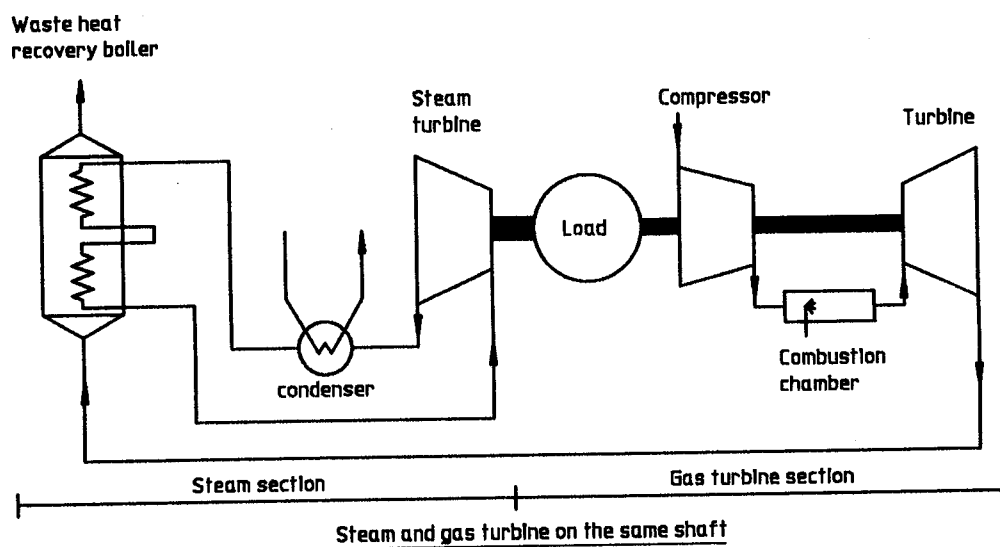 Waste heat
recovery boiler
Steam
turbine
Compressor
Turbine
Load
Combustion
chamber
condenser
Steam section
Gas turbine section
Steam and gas turbine on the same shaft